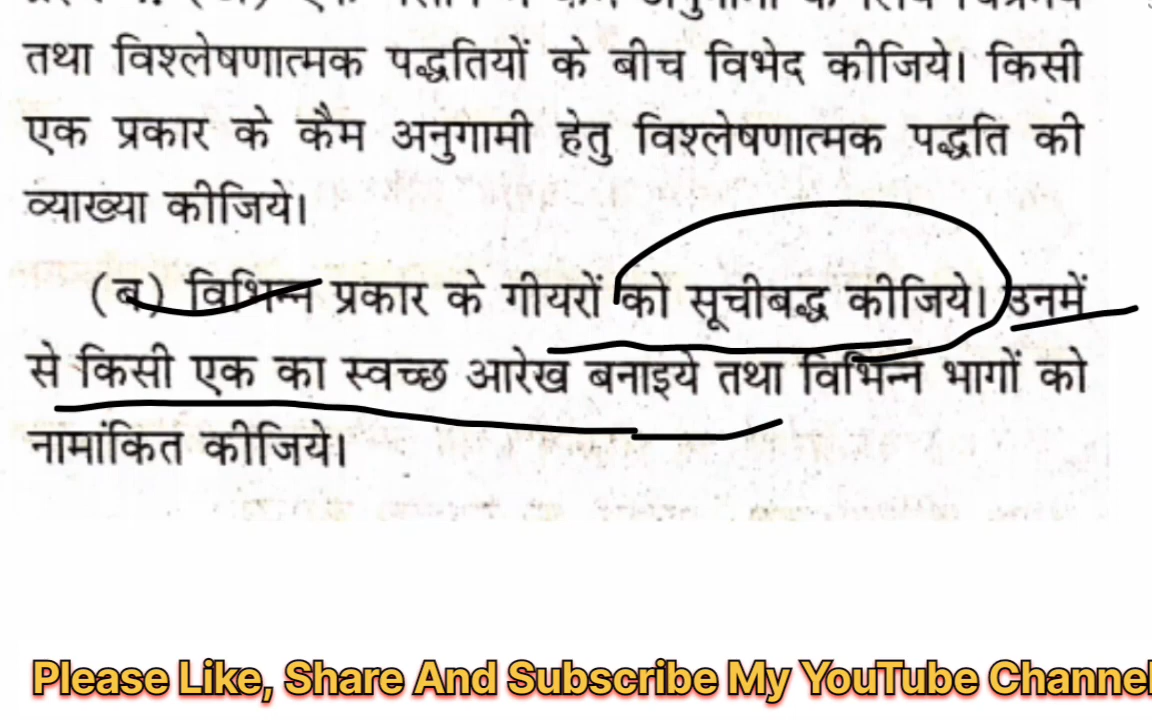 तथा विश्लेषणात्मक पद्धतियों के बीच विभेद कीजिये। किसी
एक प्रकार के कैम अनुगामी हेतु विश्लेषणात्मक पद्धति की
व्याख्या कीजिये।
(ब) विभिन्न प्रकार के गीयरों को सूचीबद्ध कीजिये। उनमें
से किसी एक का स्वच्छ आरेख बनाइये तथा विभिन्न भागों को
नामांकित कीजिये।
Please Like, Share And Subscribe My YouTube Channel